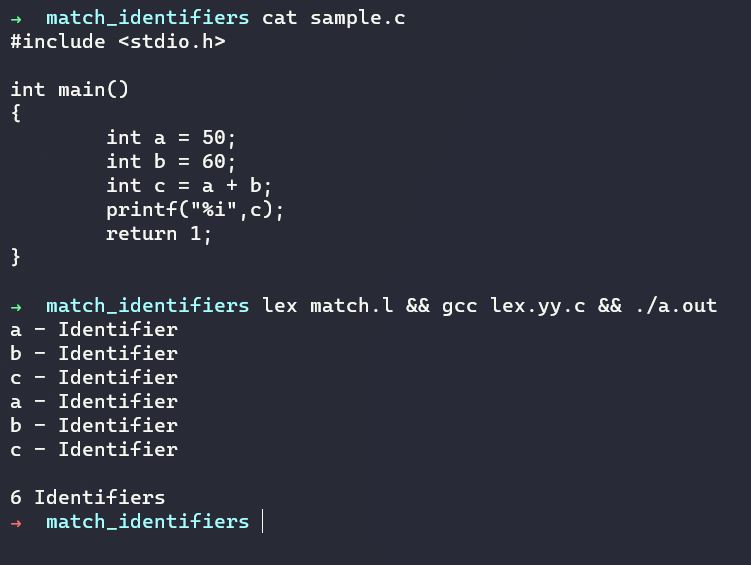 →  match_identifiers cat sample.c
#include <stdio.h>

int main()
{
        int a = 50;
        int b = 60;
        int c = a + b;
        printf("%i",c);
        return 1;
}

→  match_identifiers lex match.l && gcc lex.yy.c && ./a.out
a - Identifier
b - Identifier
c - Identifier
a - Identifier
b - Identifier
c - Identifier

6 Identifiers
→  match_identifiers